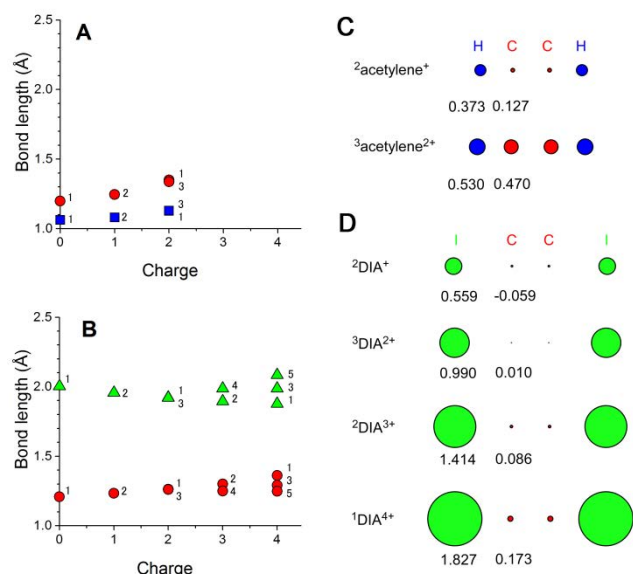 A
Bond length (Å)
2.5
2.0
1.5
1.0
1
2
1
3
1
2
3
1
0 1 2 3 4
Charge
B
Bond length (Å)
2.5
2.0
1.5
1.0
1
2
1
3
4
2
5
3
1
1
2
1
3
2
4
1
3
5
0 1 2 3 4
Charge
C
H C C H
²acetylene⁺
0.373 0.127
³acetylene²⁺
0.530 0.470
D
I C C I
²DIA⁺
0.559 -0.059
³DIA²⁺
0.990 0.010
²DIA³⁺
1.414 0.086
¹DIA⁴⁺
1.827 0.173